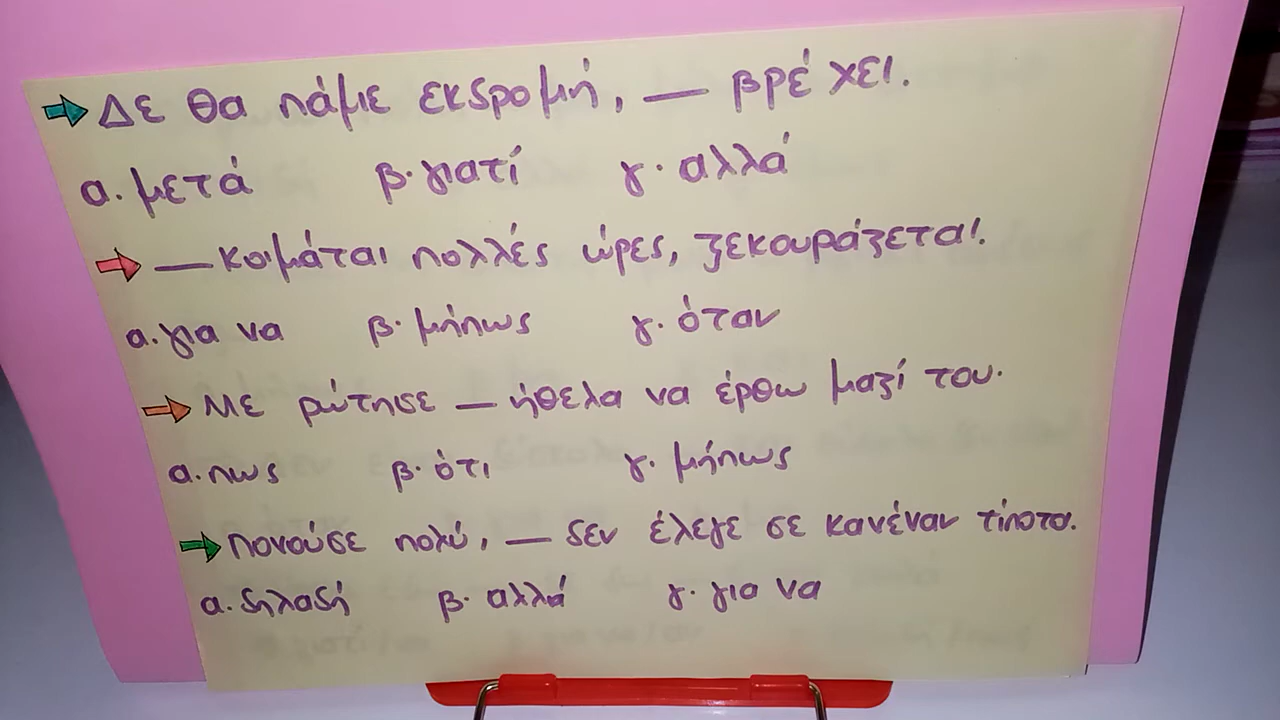 Δε θα πάμε εκδρομή, — βρέχει.
α. μετά β. γιατί γ. αλλά
— κοιμάται πολλές ώρες, ξεκουράζεται.
α. για να β. μήπως γ. όταν
Με ρώτησε — ήθελα να έρθω μαζί του.
α. πως β. ότι γ. μήπως
Πονούσε πολύ, — δεν έλεγε σε κανέναν τίποτα.
α. δηλαδή β. αλλά γ. για να